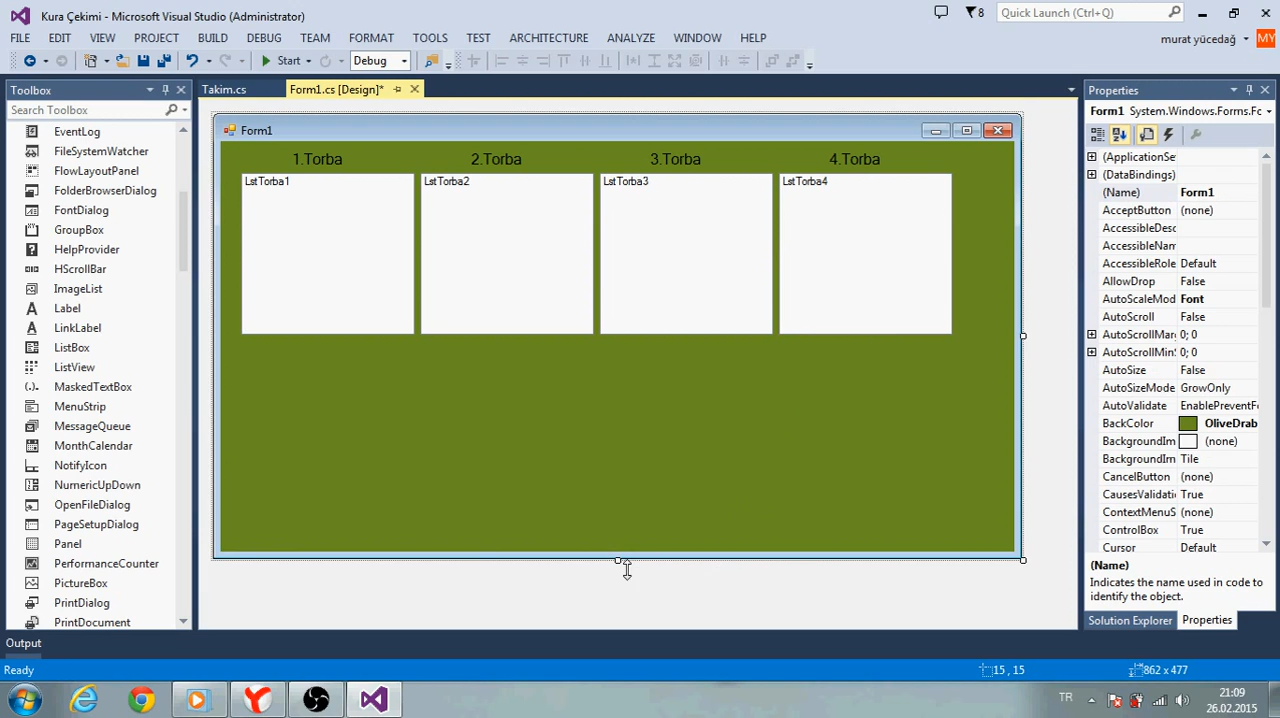 Kura Çekimi - Microsoft Visual Studio (Administrator)
8
Quick Launch (Ctrl+Q)
FILE EDIT VIEW PROJECT BUILD DEBUG TEAM FORMAT TOOLS TEST ARCHITECTURE ANALYZE WINDOW HELP
murat yücedağ
MY
Start
Debug
Toolbox
Search Toolbox
EventLog
FileSystemWatcher
FlowLayoutPanel
FolderBrowserDialog
FontDialog
GroupBox
HelpProvider
HScrollBar
ImageList
Label
LinkLabel
ListBox
ListView
MaskedTextBox
MenuStrip
MessageQueue
MonthCalendar
NotifyIcon
NumericUpDown
OpenFileDialog
PageSetupDialog
Panel
PerformanceCounter
PictureBox
PrintDialog
PrintDocument
Takim.cs
Form1.cs [Design]*
Form1
1.Torba 2.Torba 3.Torba 4.Torba
LstTorba1 LstTorba2 LstTorba3 LstTorba4
Properties
Form1 System.Windows.Forms.Fc
(ApplicationSe
(DataBindings)
(Name) Form1
AcceptButton (none)
AccessibleDesc
AccessibleNam
AccessibleRole Default
AllowDrop False
AutoScaleMod Font
AutoScroll False
AutoScrollMarg 0; 0
AutoScrollMinS 0; 0
AutoSize False
AutoSizeMode GrowOnly
AutoValidate EnablePreventFo
BackColor OliveDrab
BackgroundIm (none)
BackgroundIm Tile
CancelButton (none)
CausesValidati True
ContextMenuS (none)
ControlBox True
Cursor Default
(Name)
Indicates the name used in code to
identify the object.
Solution Explorer Properties
Output
Ready
15 , 15
862 x 477
TR
21:09
26.02.2015